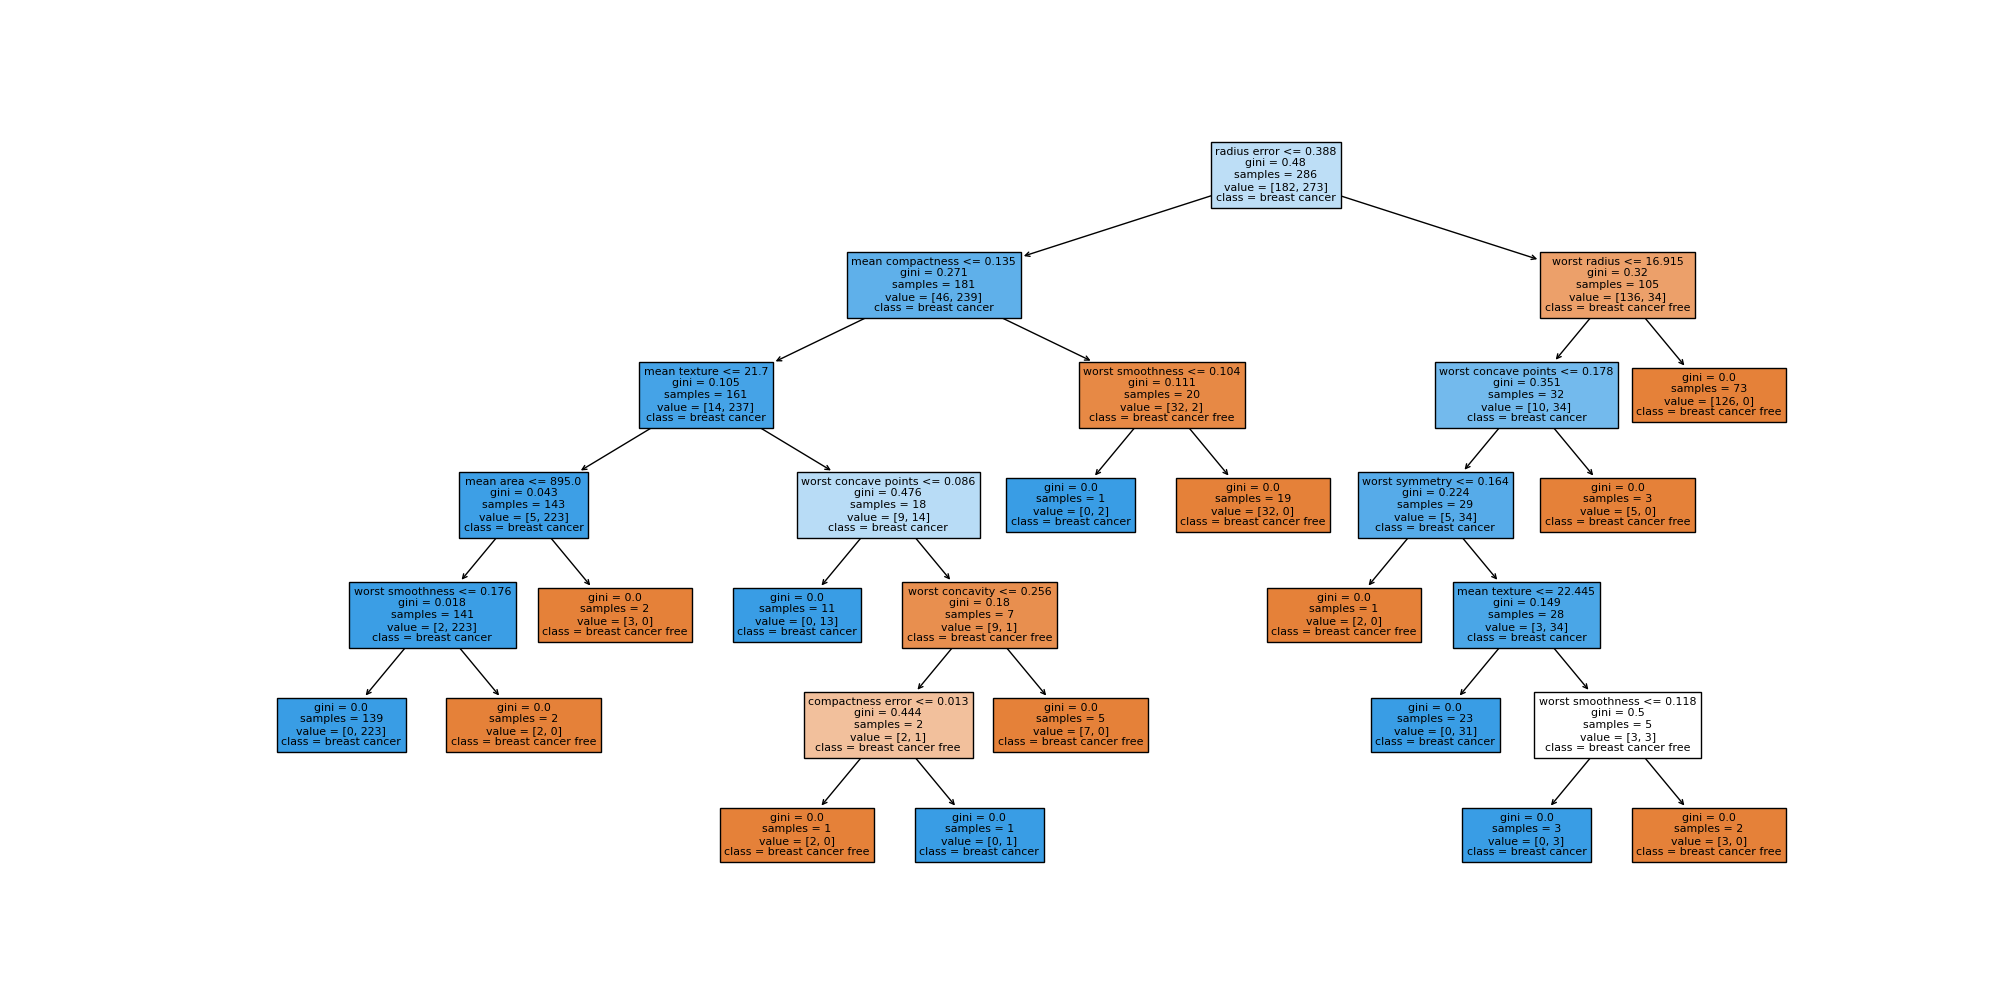 radius error <= 0.388
gini = 0.48
samples = 286
value = [182, 273]
class = breast cancer
mean compactness <= 0.135
gini = 0.271
samples = 181
value = [46, 239]
class = breast cancer
worst radius <= 16.915
gini = 0.32
samples = 105
value = [136, 34]
class = breast cancer free
mean texture <= 21.7
gini = 0.105
samples = 161
value = [14, 237]
class = breast cancer
worst smoothness <= 0.104
gini = 0.111
samples = 20
value = [32, 2]
class = breast cancer free
worst concave points <= 0.178
gini = 0.351
samples = 32
value = [10, 34]
class = breast cancer
gini = 0.0
samples = 73
value = [126, 0]
class = breast cancer free
mean area <= 895.0
gini = 0.043
samples = 143
value = [5, 223]
class = breast cancer
worst concave points <= 0.086
gini = 0.476
samples = 18
value = [9, 14]
class = breast cancer
gini = 0.0
samples = 1
value = [0, 2]
class = breast cancer
gini = 0.0
samples = 19
value = [32, 0]
class = breast cancer free
worst symmetry <= 0.164
gini = 0.224
samples = 29
value = [5, 34]
class = breast cancer
gini = 0.0
samples = 3
value = [5, 0]
class = breast cancer free
worst smoothness <= 0.176
gini = 0.018
samples = 141
value = [2, 223]
class = breast cancer
gini = 0.0
samples = 2
value = [3, 0]
class = breast cancer free
gini = 0.0
samples = 11
value = [0, 13]
class = breast cancer
worst concavity <= 0.256
gini = 0.18
samples = 7
value = [9, 1]
class = breast cancer free
gini = 0.0
samples = 1
value = [2, 0]
class = breast cancer free
mean texture <= 22.445
gini = 0.149
samples = 28
value = [3, 34]
class = breast cancer
gini = 0.0
samples = 139
value = [0, 223]
class = breast cancer
gini = 0.0
samples = 2
value = [2, 0]
class = breast cancer free
compactness error <= 0.013
gini = 0.444
samples = 2
value = [2, 1]
class = breast cancer free
gini = 0.0
samples = 5
value = [7, 0]
class = breast cancer free
gini = 0.0
samples = 23
value = [0, 31]
class = breast cancer
worst smoothness <= 0.118
gini = 0.5
samples = 5
value = [3, 3]
class = breast cancer free
gini = 0.0
samples = 1
value = [2, 0]
class = breast cancer free
gini = 0.0
samples = 1
value = [0, 1]
class = breast cancer
gini = 0.0
samples = 3
value = [0, 3]
class = breast cancer
gini = 0.0
samples = 2
value = [3, 0]
class = breast cancer free